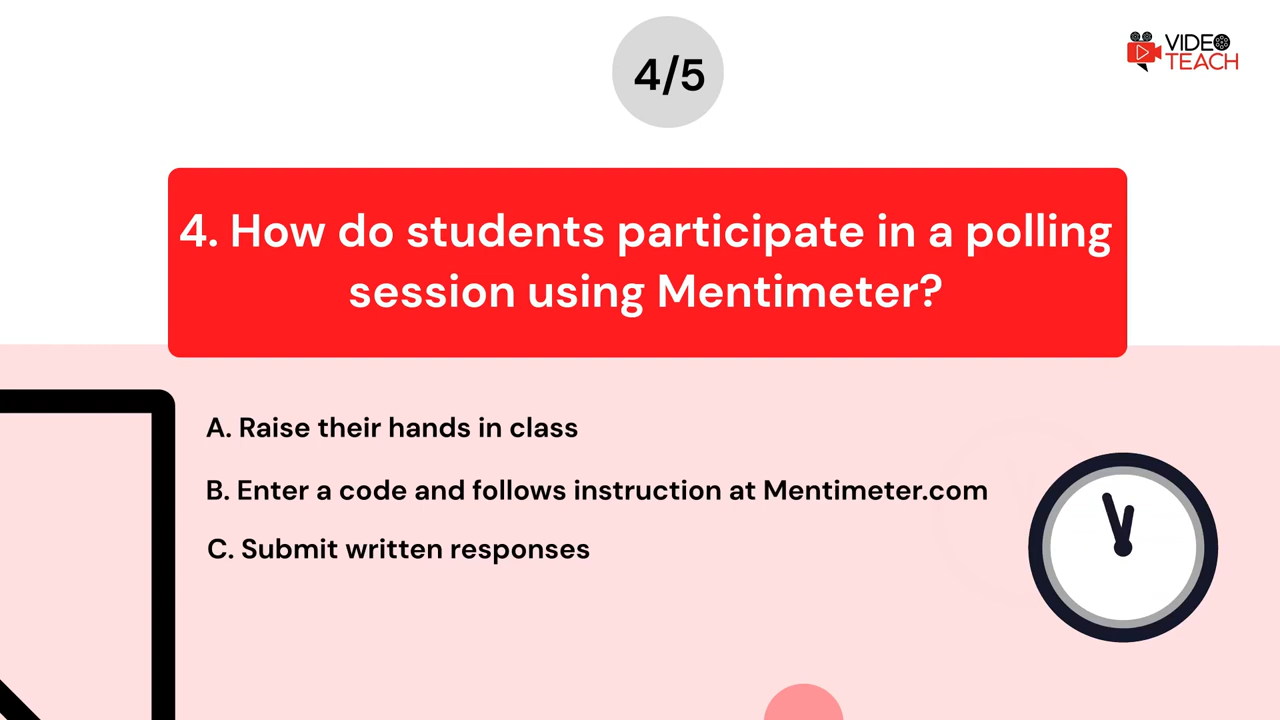 4/5
VIDEO
TEACH
4. How do students participate in a polling
session using Mentimeter?
A. Raise their hands in class
B. Enter a code and follows instruction at Mentimeter.com
C. Submit written responses